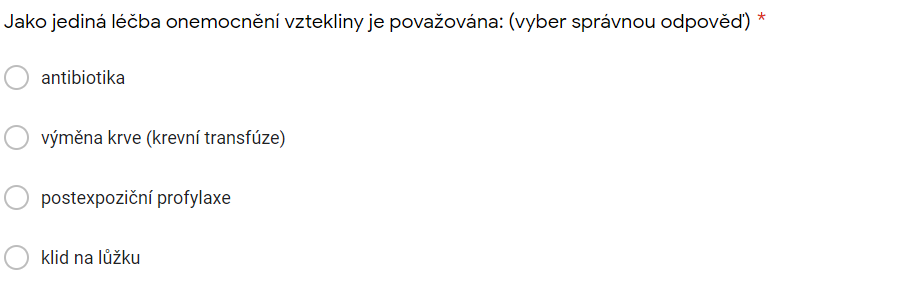 Jako jediná léčba onemocnění vztekliny je považována: (vyber správnou odpověď) *
antibiotika
výměna krve (krevní transfúze)
postexpoziční profylaxe
klid na lůžku